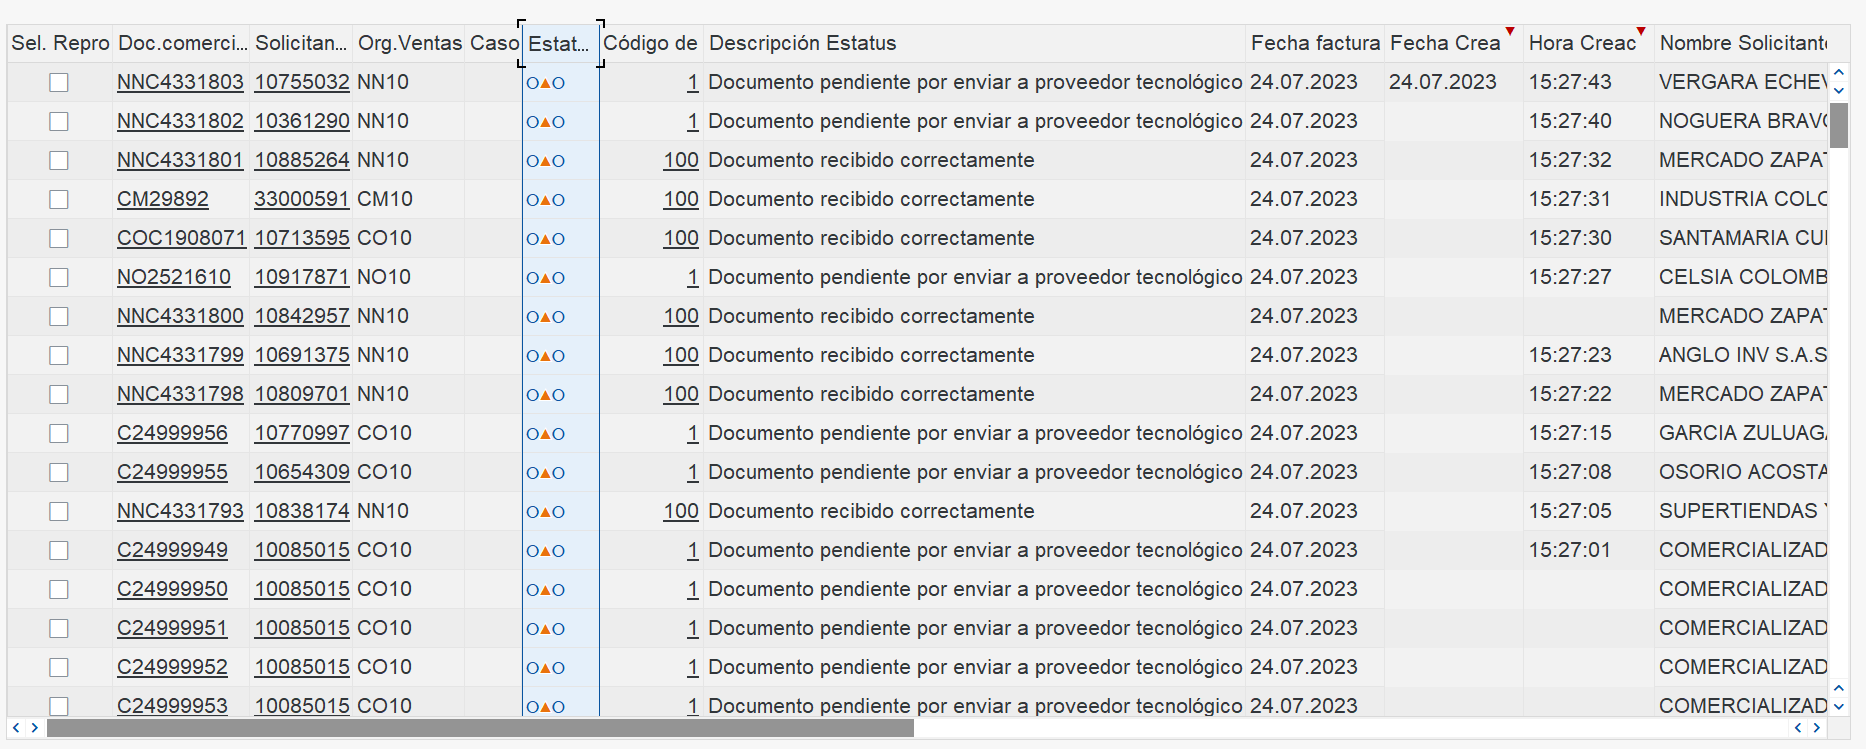 Sel. Repro Doc.comerci... Solicitan... Org.Ventas Caso Estat... Código de Descripción Estatus Fecha factura Fecha Crea Hora Creac Nombre Solicitante
NNC4331803 10755032 NN10 1 Documento pendiente por enviar a proveedor tecnológico 24.07.2023 24.07.2023 15:27:43 VERGARA ECHEV
NNC4331802 10361290 NN10 1 Documento pendiente por enviar a proveedor tecnológico 24.07.2023 15:27:40 NOGUERA BRAVO
NNC4331801 10885264 NN10 100 Documento recibido correctamente 24.07.2023 15:27:32 MERCADO ZAPAT
CM29892 33000591 CM10 100 Documento recibido correctamente 24.07.2023 15:27:31 INDUSTRIA COLO
COC1908071 10713595 CO10 100 Documento recibido correctamente 24.07.2023 15:27:30 SANTAMARIA CUI
NO2521610 10917871 NO10 1 Documento pendiente por enviar a proveedor tecnológico 24.07.2023 15:27:27 CELSIA COLOMB
NNC4331800 10842957 NN10 100 Documento recibido correctamente 24.07.2023 MERCADO ZAPAT
NNC4331799 10691375 NN10 100 Documento recibido correctamente 24.07.2023 15:27:23 ANGLO INV S.A.S
NNC4331798 10809701 NN10 100 Documento recibido correctamente 24.07.2023 15:27:22 MERCADO ZAPAT
C24999956 10770997 CO10 1 Documento pendiente por enviar a proveedor tecnológico 24.07.2023 15:27:15 GARCIA ZULUAGA
C24999955 10654309 CO10 1 Documento pendiente por enviar a proveedor tecnológico 24.07.2023 15:27:08 OSORIO ACOSTA
NNC4331793 10838174 NN10 100 Documento recibido correctamente 24.07.2023 15:27:05 SUPERTIENDAS Y
C24999949 10085015 CO10 1 Documento pendiente por enviar a proveedor tecnológico 24.07.2023 15:27:01 COMERCIALIZAD
C24999950 10085015 CO10 1 Documento pendiente por enviar a proveedor tecnológico 24.07.2023 COMERCIALIZAD
C24999951 10085015 CO10 1 Documento pendiente por enviar a proveedor tecnológico 24.07.2023 COMERCIALIZAD
C24999952 10085015 CO10 1 Documento pendiente por enviar a proveedor tecnológico 24.07.2023 COMERCIALIZAD
C24999953 10085015 CO10 1 Documento pendiente por enviar a proveedor tecnológico 24.07.2023 COMERCIALIZAD